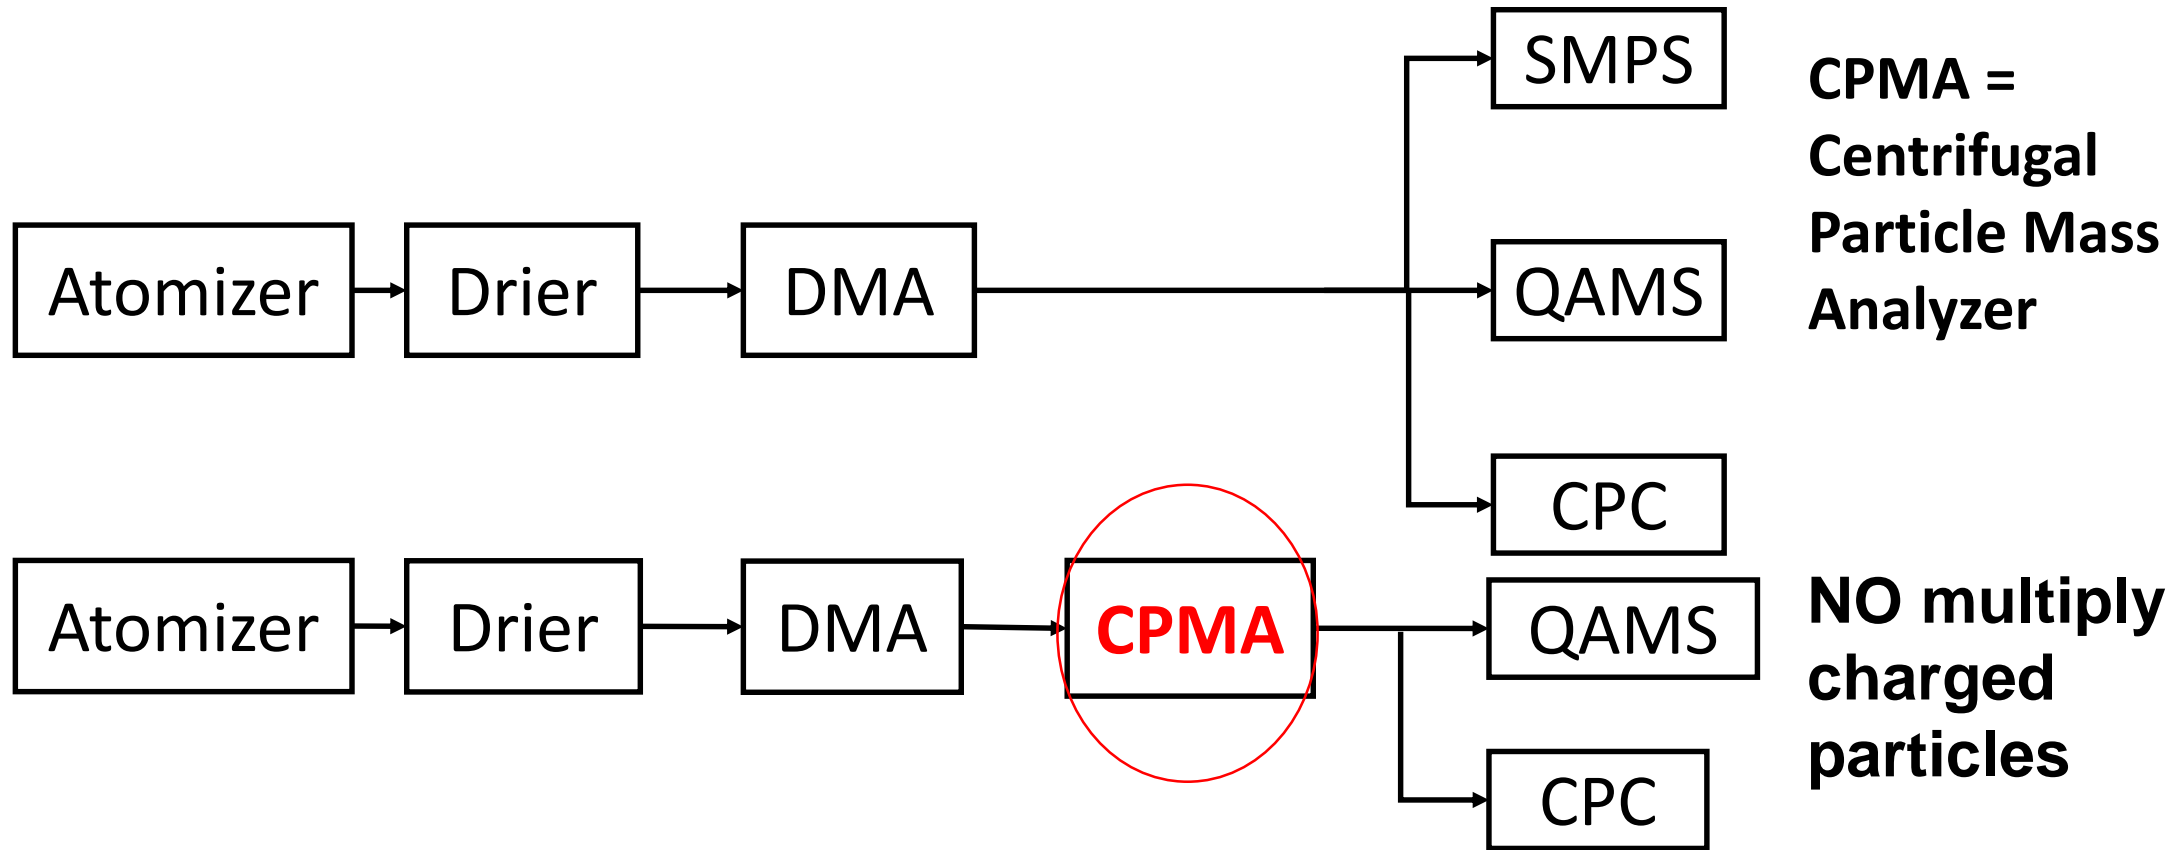 SMPS
CPMA =
Centrifugal
Particle Mass
Analyzer
Atomizer
Drier
DMA
QAMS
CPC
Atomizer
Drier
DMA
CPMA
QAMS
CPC
NO multiply
charged
particles